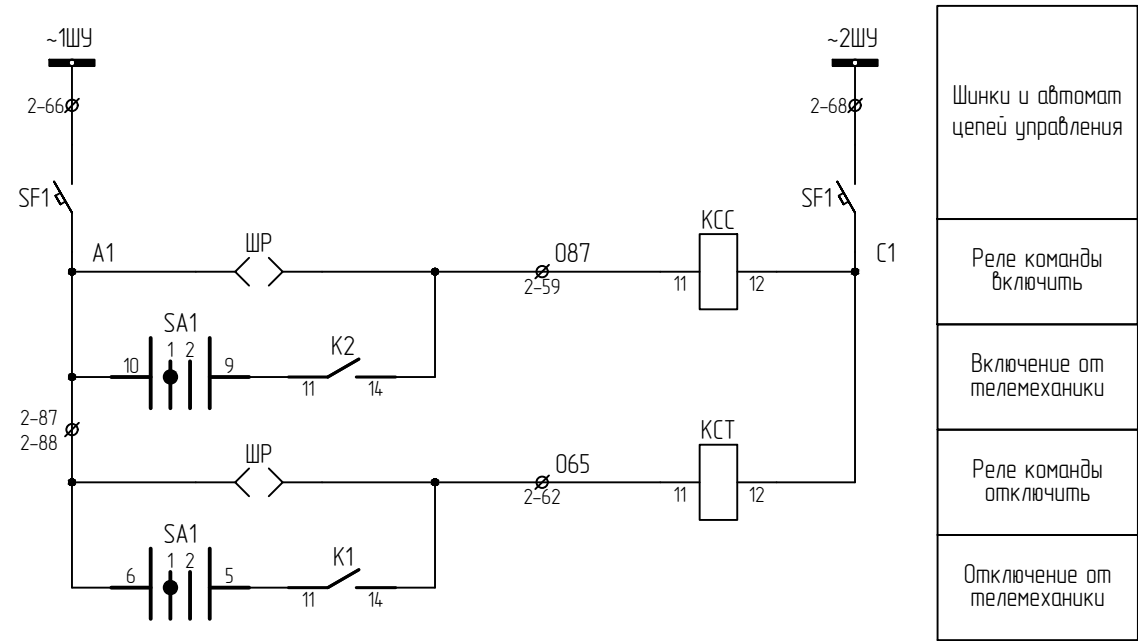 ~1ШУ
~2ШУ
2-66
2-68
Шинки и автомат
цепей управления
SF1
SF1
A1
ШР
087
2-59
КСС
11
12
C1
Реле команды
включить
SA1
1 2
10
9
К2
11
14
Включение от
телемеханики
2-87
2-88
ШР
065
2-62
КСТ
11
12
Реле команды
отключить
SA1
1 2
6
5
К1
11
14
Отключение от
телемеханики